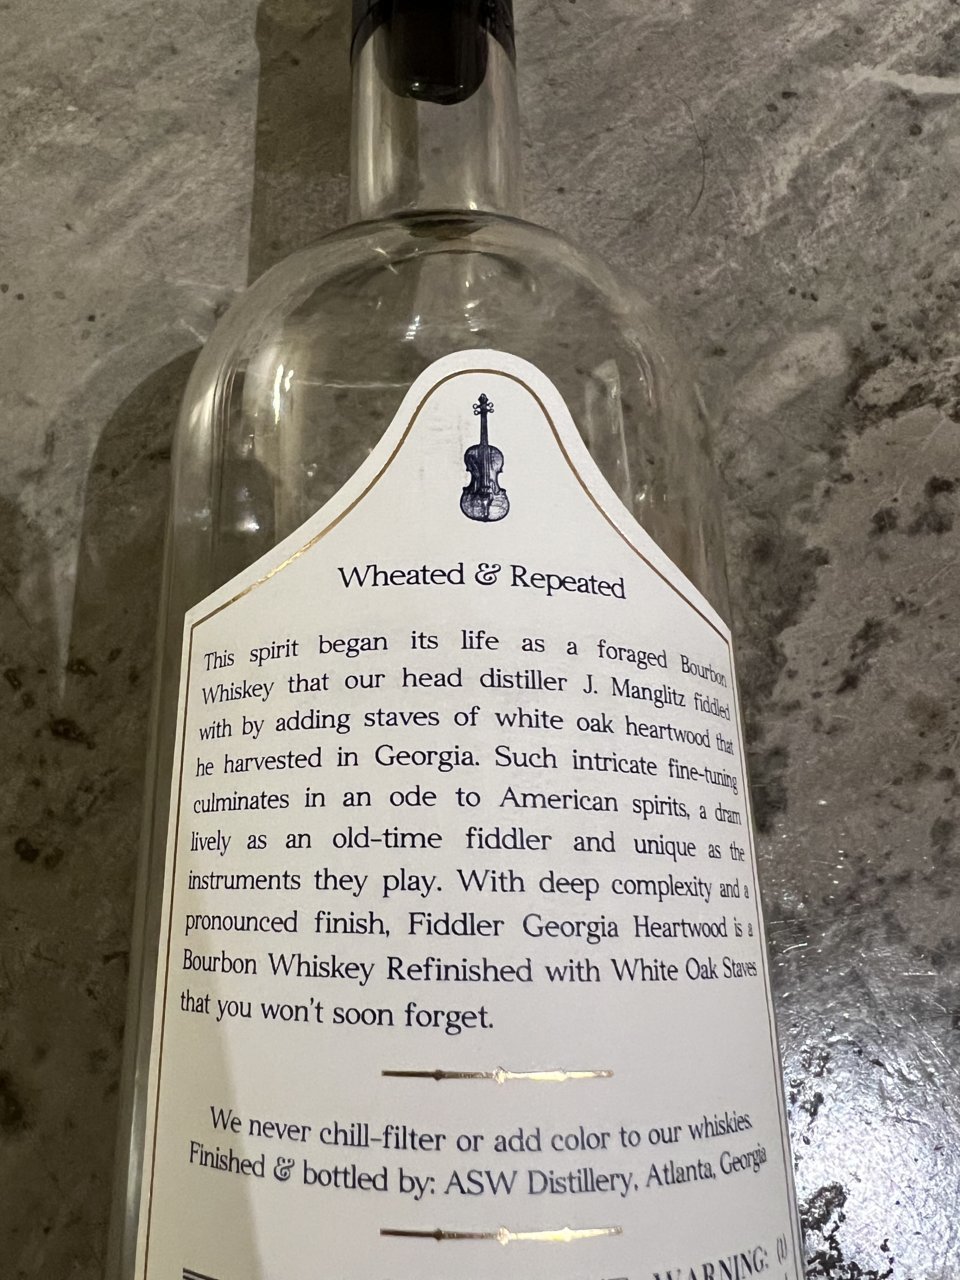 Wheated & Repeated
This spirit began its life as a foraged Bourbon
Whiskey that our head distiller J. Manglitz fiddled
with by adding staves of white oak heartwood that
he harvested in Georgia. Such intricate fine-tuning
culminates in an ode to American spirits, a dram
lively as an old-time fiddler and unique as the
instruments they play. With deep complexity and a
pronounced finish, Fiddler Georgia Heartwood is a
Bourbon Whiskey Refinished with White Oak Staves
that you won't soon forget.
We never chill-filter or add color to our whiskies.
Finished & bottled by: ASW Distillery, Atlanta, Georgia
WARNING: (1)